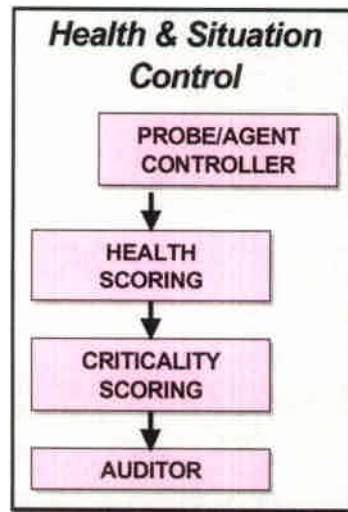 Health & Situation
Control
PROBE/AGENT
CONTROLLER
HEALTH
SCORING
CRITICALITY
SCORING
AUDITOR